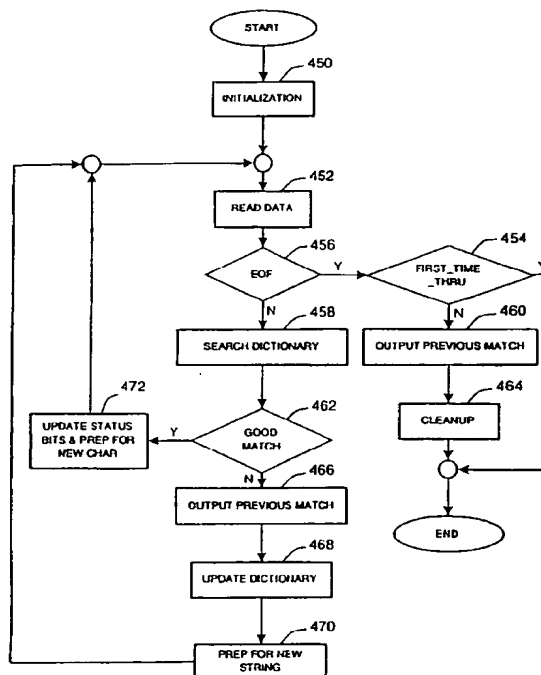 START
450
INITIALIZATION
452
READ DATA
456
454
EOF
Y
FIRST_TIME
_THRU
Y
N
458
N
460
SEARCH DICTIONARY
OUTPUT PREVIOUS MATCH
472
462
464
UPDATE STATUS
BITS & PREP FOR
NEW CHAR
Y
GOOD
MATCH
CLEANUP
N
466
OUTPUT PREVIOUS MATCH
END
468
UPDATE DICTIONARY
470
PREP FOR NEW
STRING